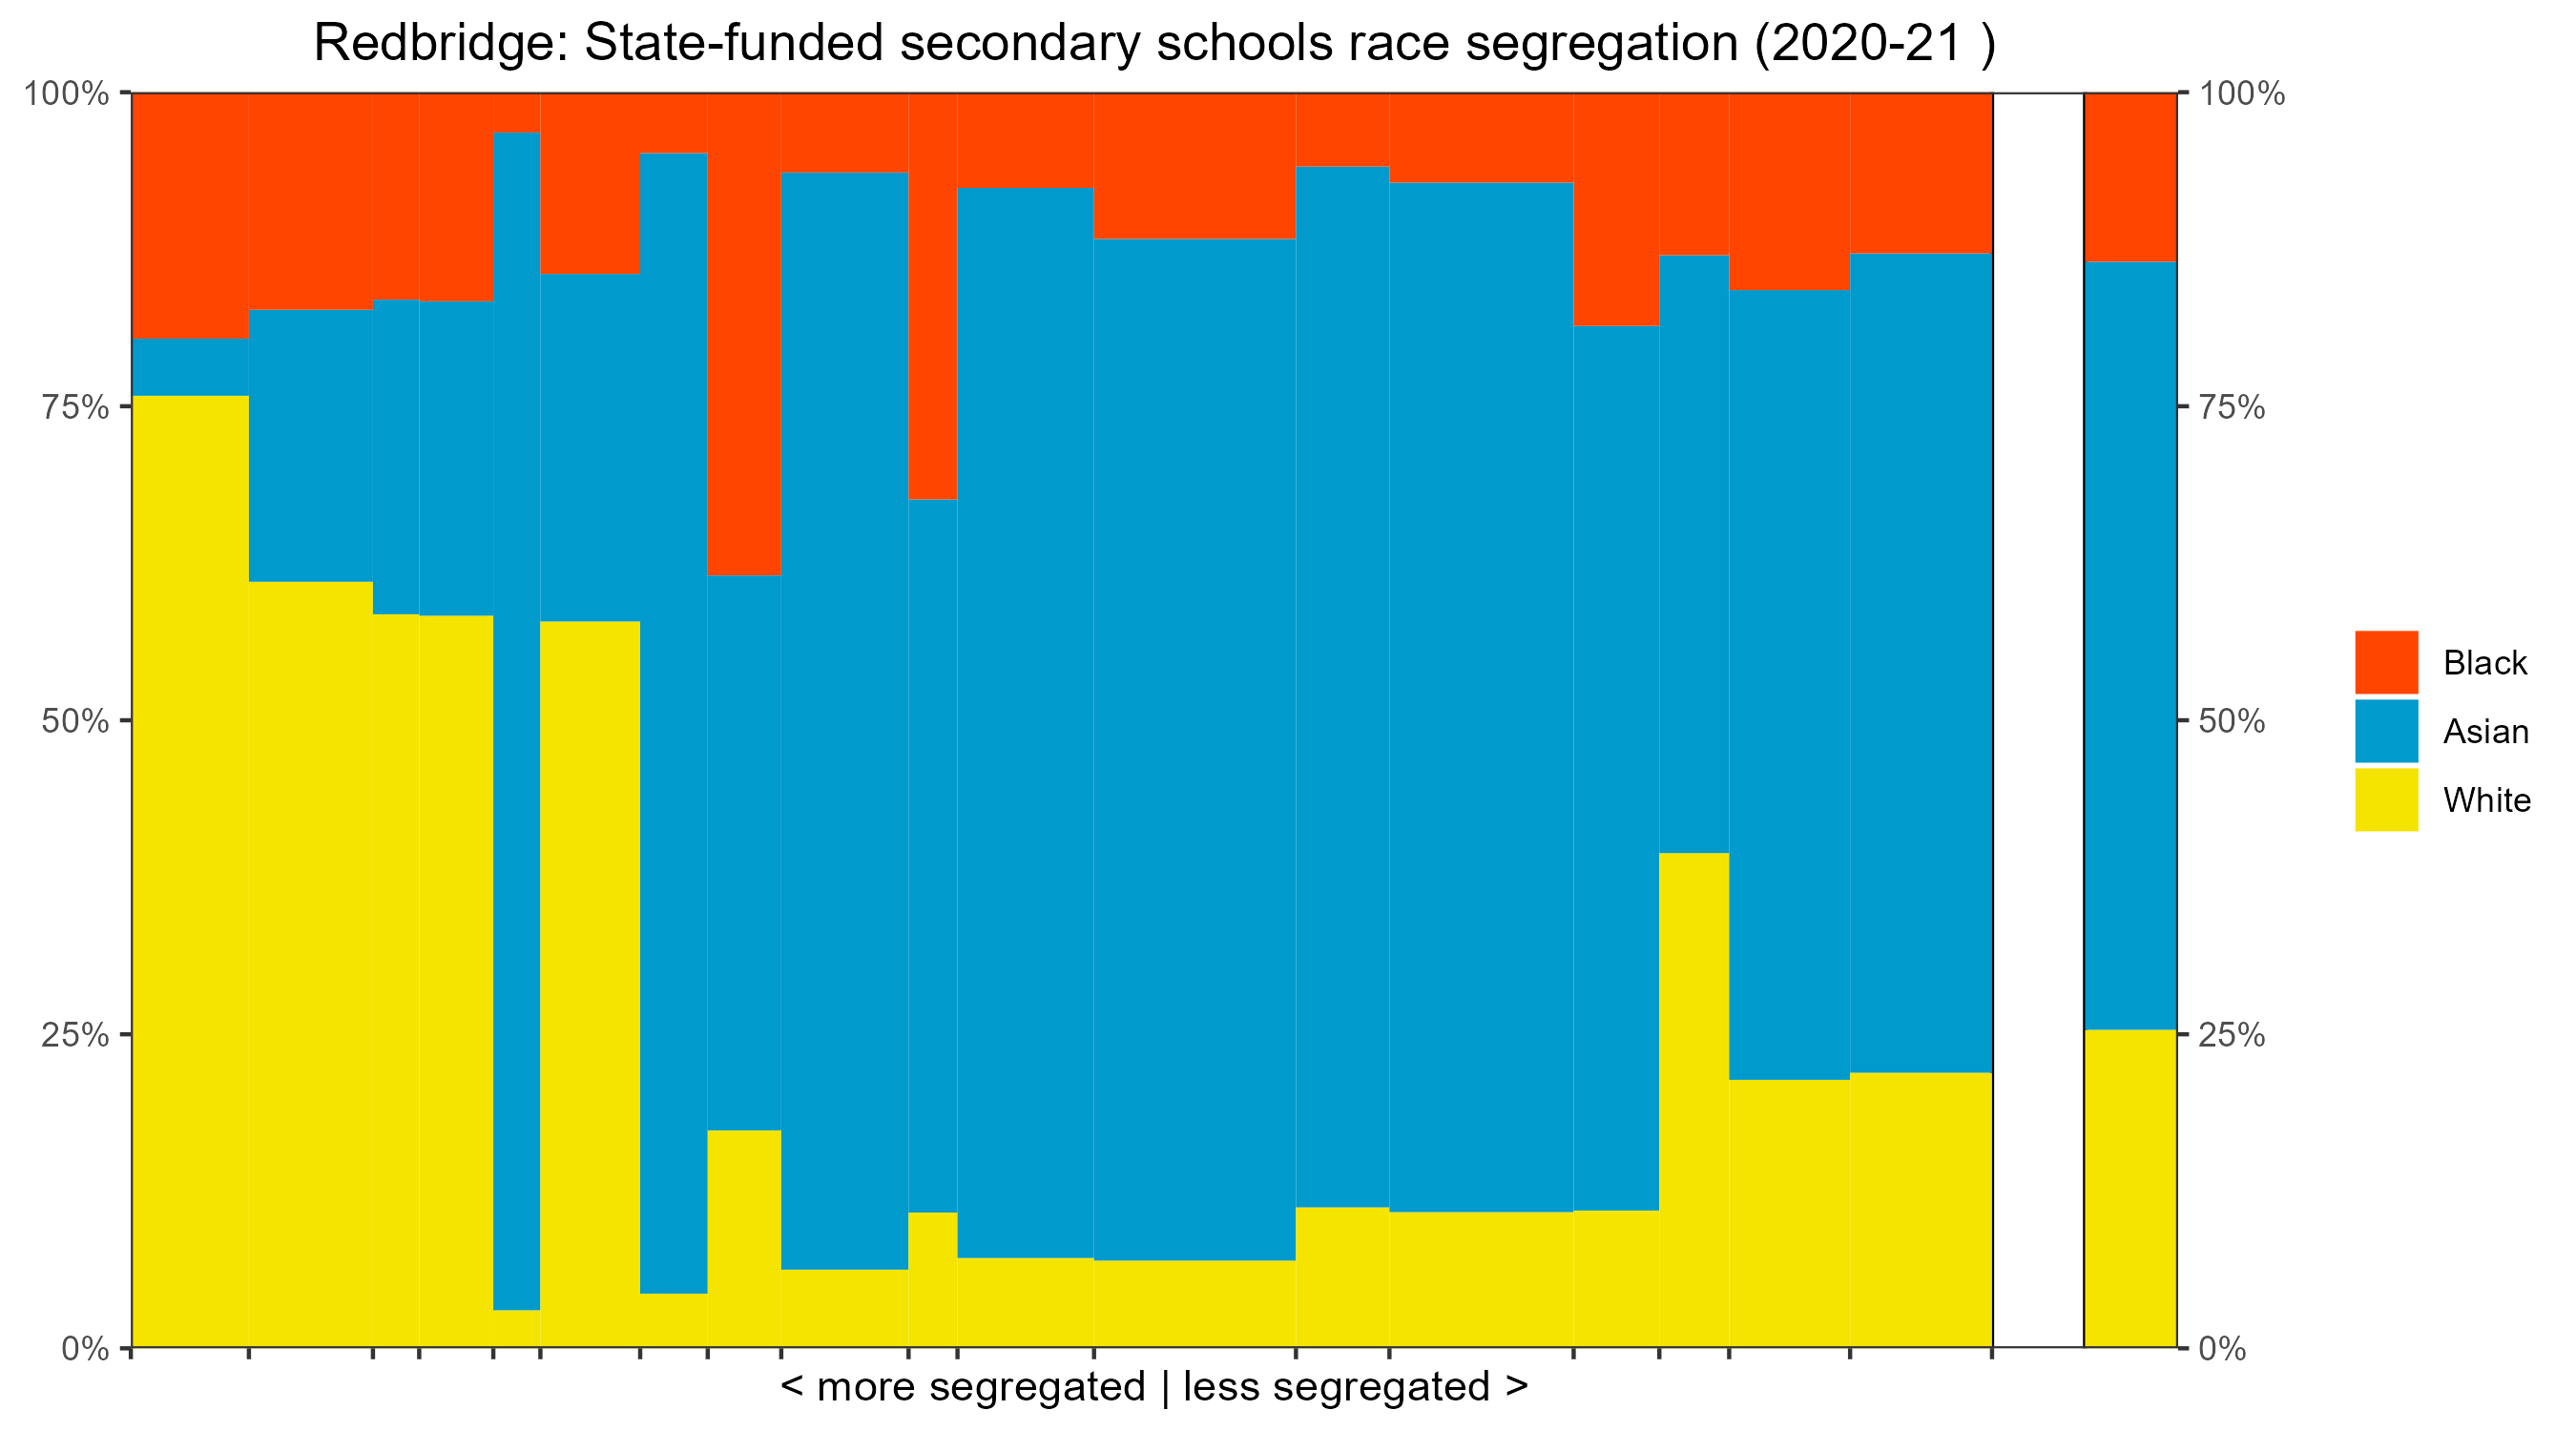 Redbridge: State-funded secondary schools race segregation (2020-21 )
100%
75%
50%
25%
0%
100%
75%
50%
25%
0%
Black
Asian
White
< more segregated | less segregated >